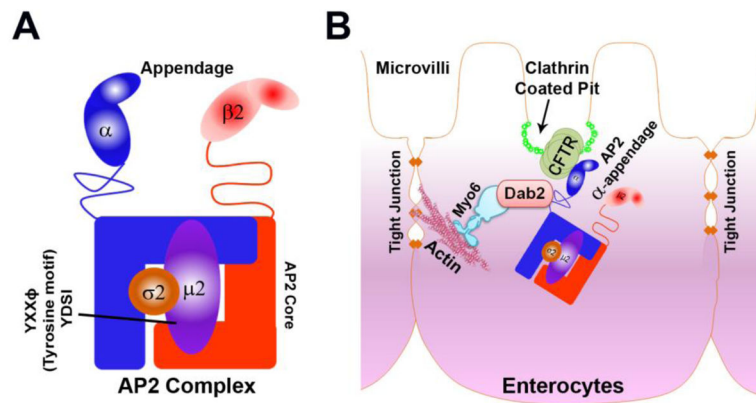 A
Appendage
α
β2
σ2
μ2
YXXϕ
(Tyrosine motif)
YDSI
AP2 Core
AP2 Complex
B
Microvilli
Clathrin
Coated Pit
CFTR
AP2
α-appendage
Dab2
Myo6
Actin
Tight Junction
Tight Junction
σ2
μ2
Enterocytes